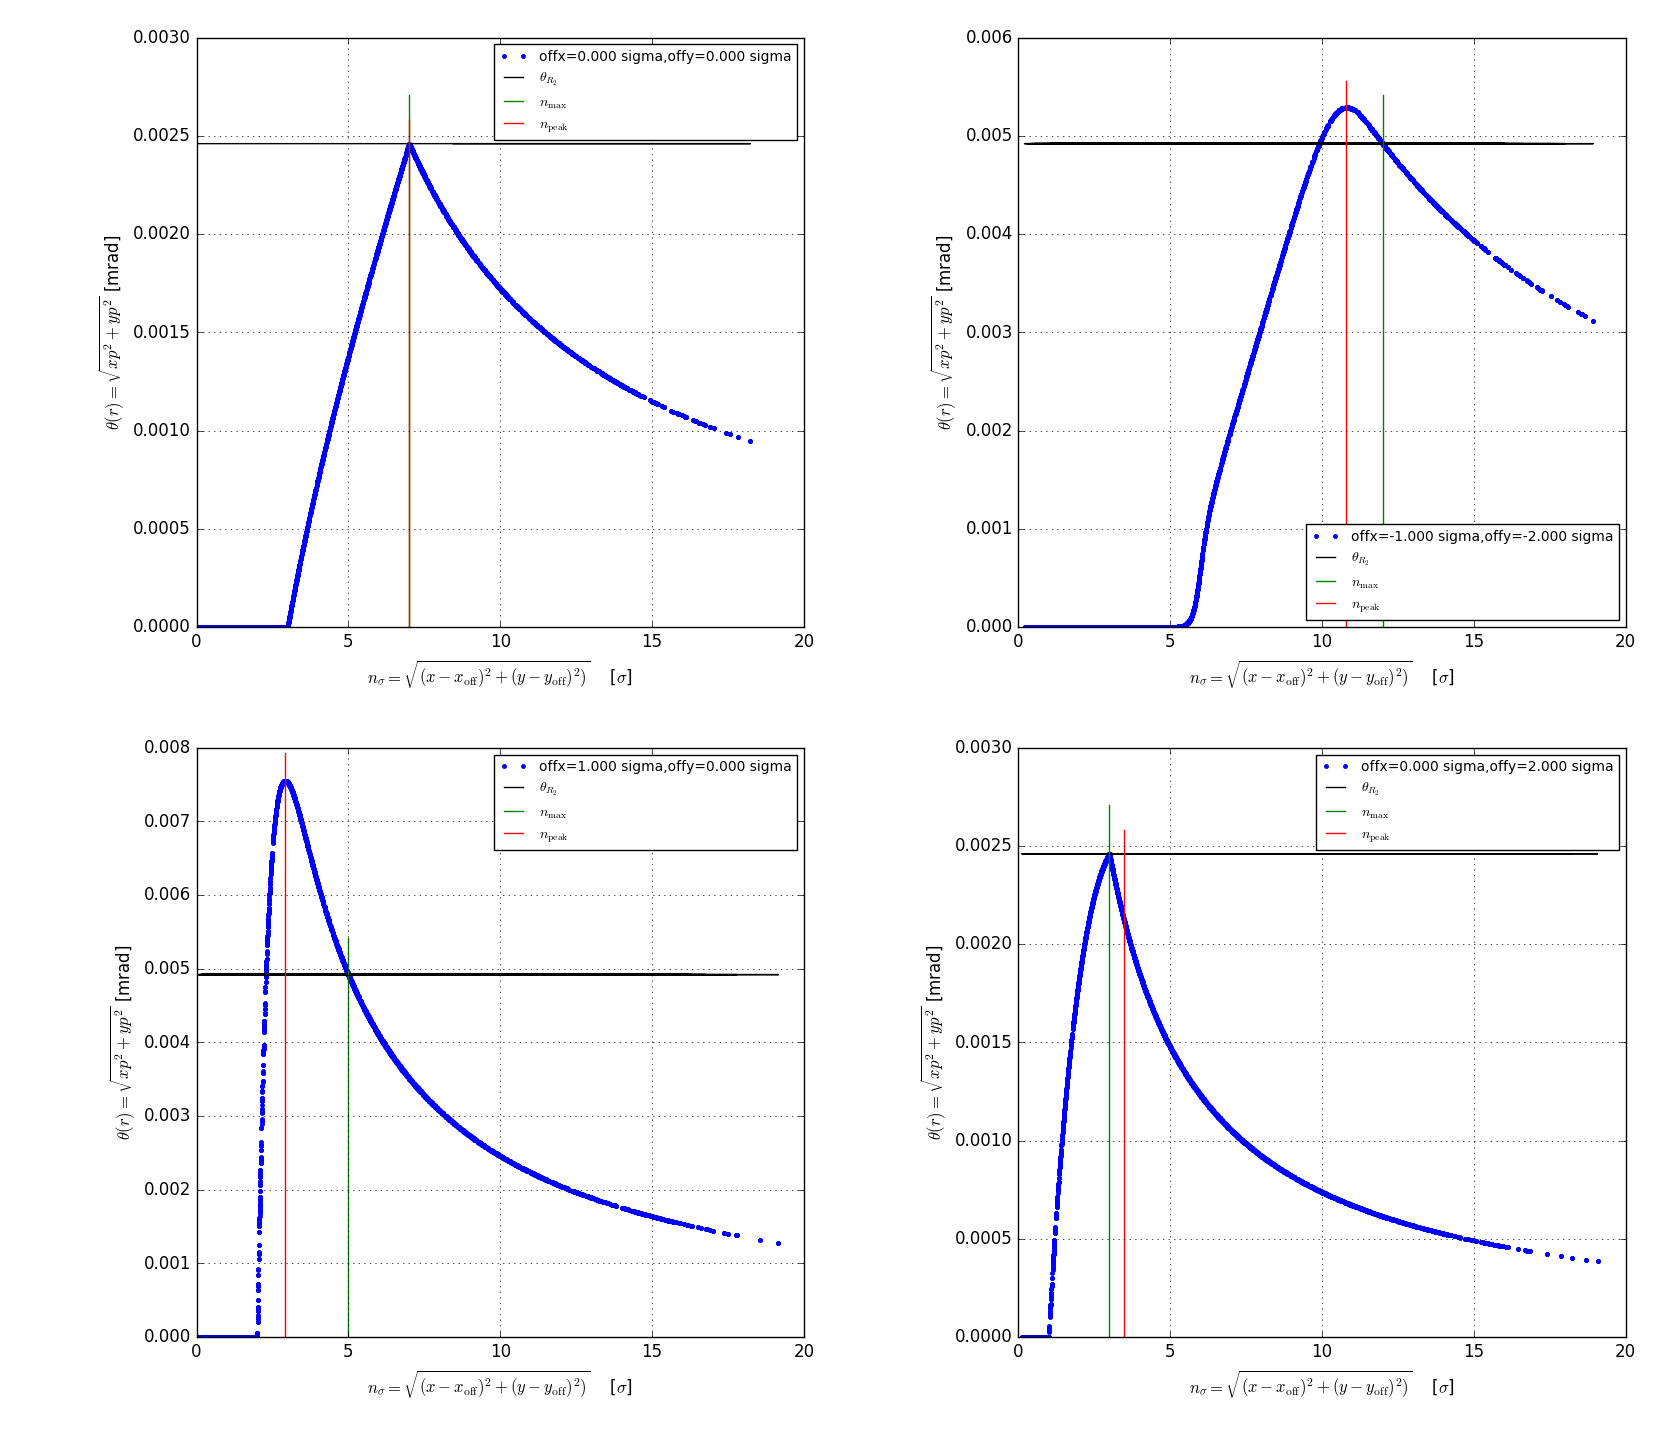 0.0030
0.0025
0.0020
0.0015
0.0010
0.0005
0.0000
0 5 10 15 20
θ(r) = √xp² + yp² [mrad]
n_σ = √(x − x_off)² + (y − y_off)²) [σ]
offx=0.000 sigma,offy=0.000 sigma
θ_R₂
n_max
n_peak
0.006
0.005
0.004
0.003
0.002
0.001
0.000
0 5 10 15 20
θ(r) = √xp² + yp² [mrad]
n_σ = √(x − x_off)² + (y − y_off)²) [σ]
offx=-1.000 sigma,offy=-2.000 sigma
θ_R₂
n_max
n_peak
0.008
0.007
0.006
0.005
0.004
0.003
0.002
0.001
0.000
0 5 10 15 20
θ(r) = √xp² + yp² [mrad]
n_σ = √(x − x_off)² + (y − y_off)²) [σ]
offx=1.000 sigma,offy=0.000 sigma
θ_R₂
n_max
n_peak
0.0030
0.0025
0.0020
0.0015
0.0010
0.0005
0.0000
0 5 10 15 20
θ(r) = √xp² + yp² [mrad]
n_σ = √(x − x_off)² + (y − y_off)²) [σ]
offx=0.000 sigma,offy=2.000 sigma
θ_R₂
n_max
n_peak